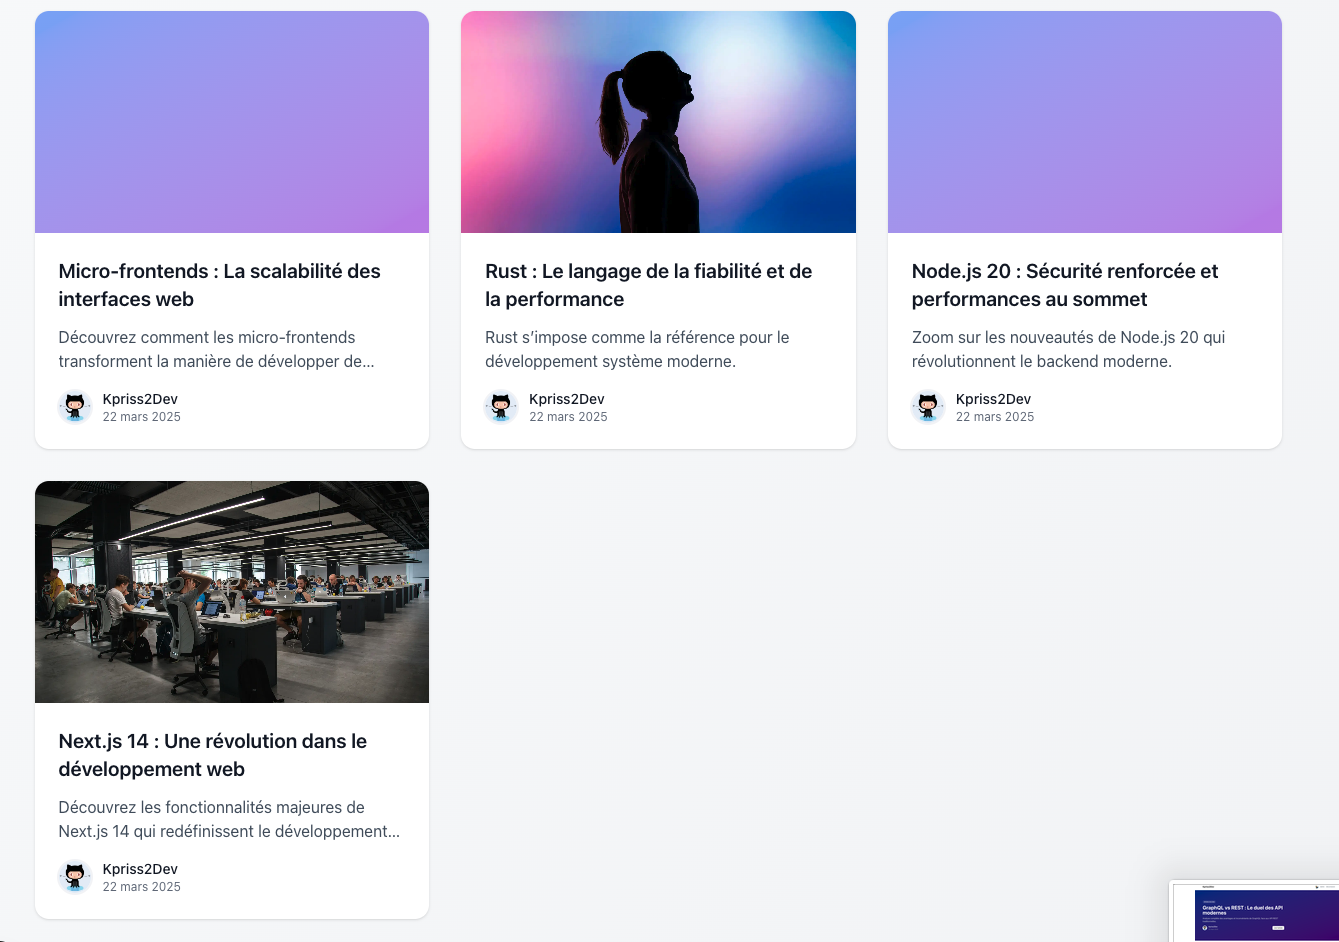 Micro-frontends : La scalabilité des
interfaces web
Découvrez comment les micro-frontends
transforment la manière de développer de...
Kpriss2Dev
22 mars 2025
Rust : Le langage de la fiabilité et de
la performance
Rust s’impose comme la référence pour le
développement système moderne.
Kpriss2Dev
22 mars 2025
Node.js 20 : Sécurité renforcée et
performances au sommet
Zoom sur les nouveautés de Node.js 20 qui
révolutionnent le backend moderne.
Kpriss2Dev
22 mars 2025
Next.js 14 : Une révolution dans le
développement web
Découvrez les fonctionnalités majeures de
Next.js 14 qui redéfinissent le développement...
Kpriss2Dev
22 mars 2025
GraphQL vs REST : Le duel des API
modernes